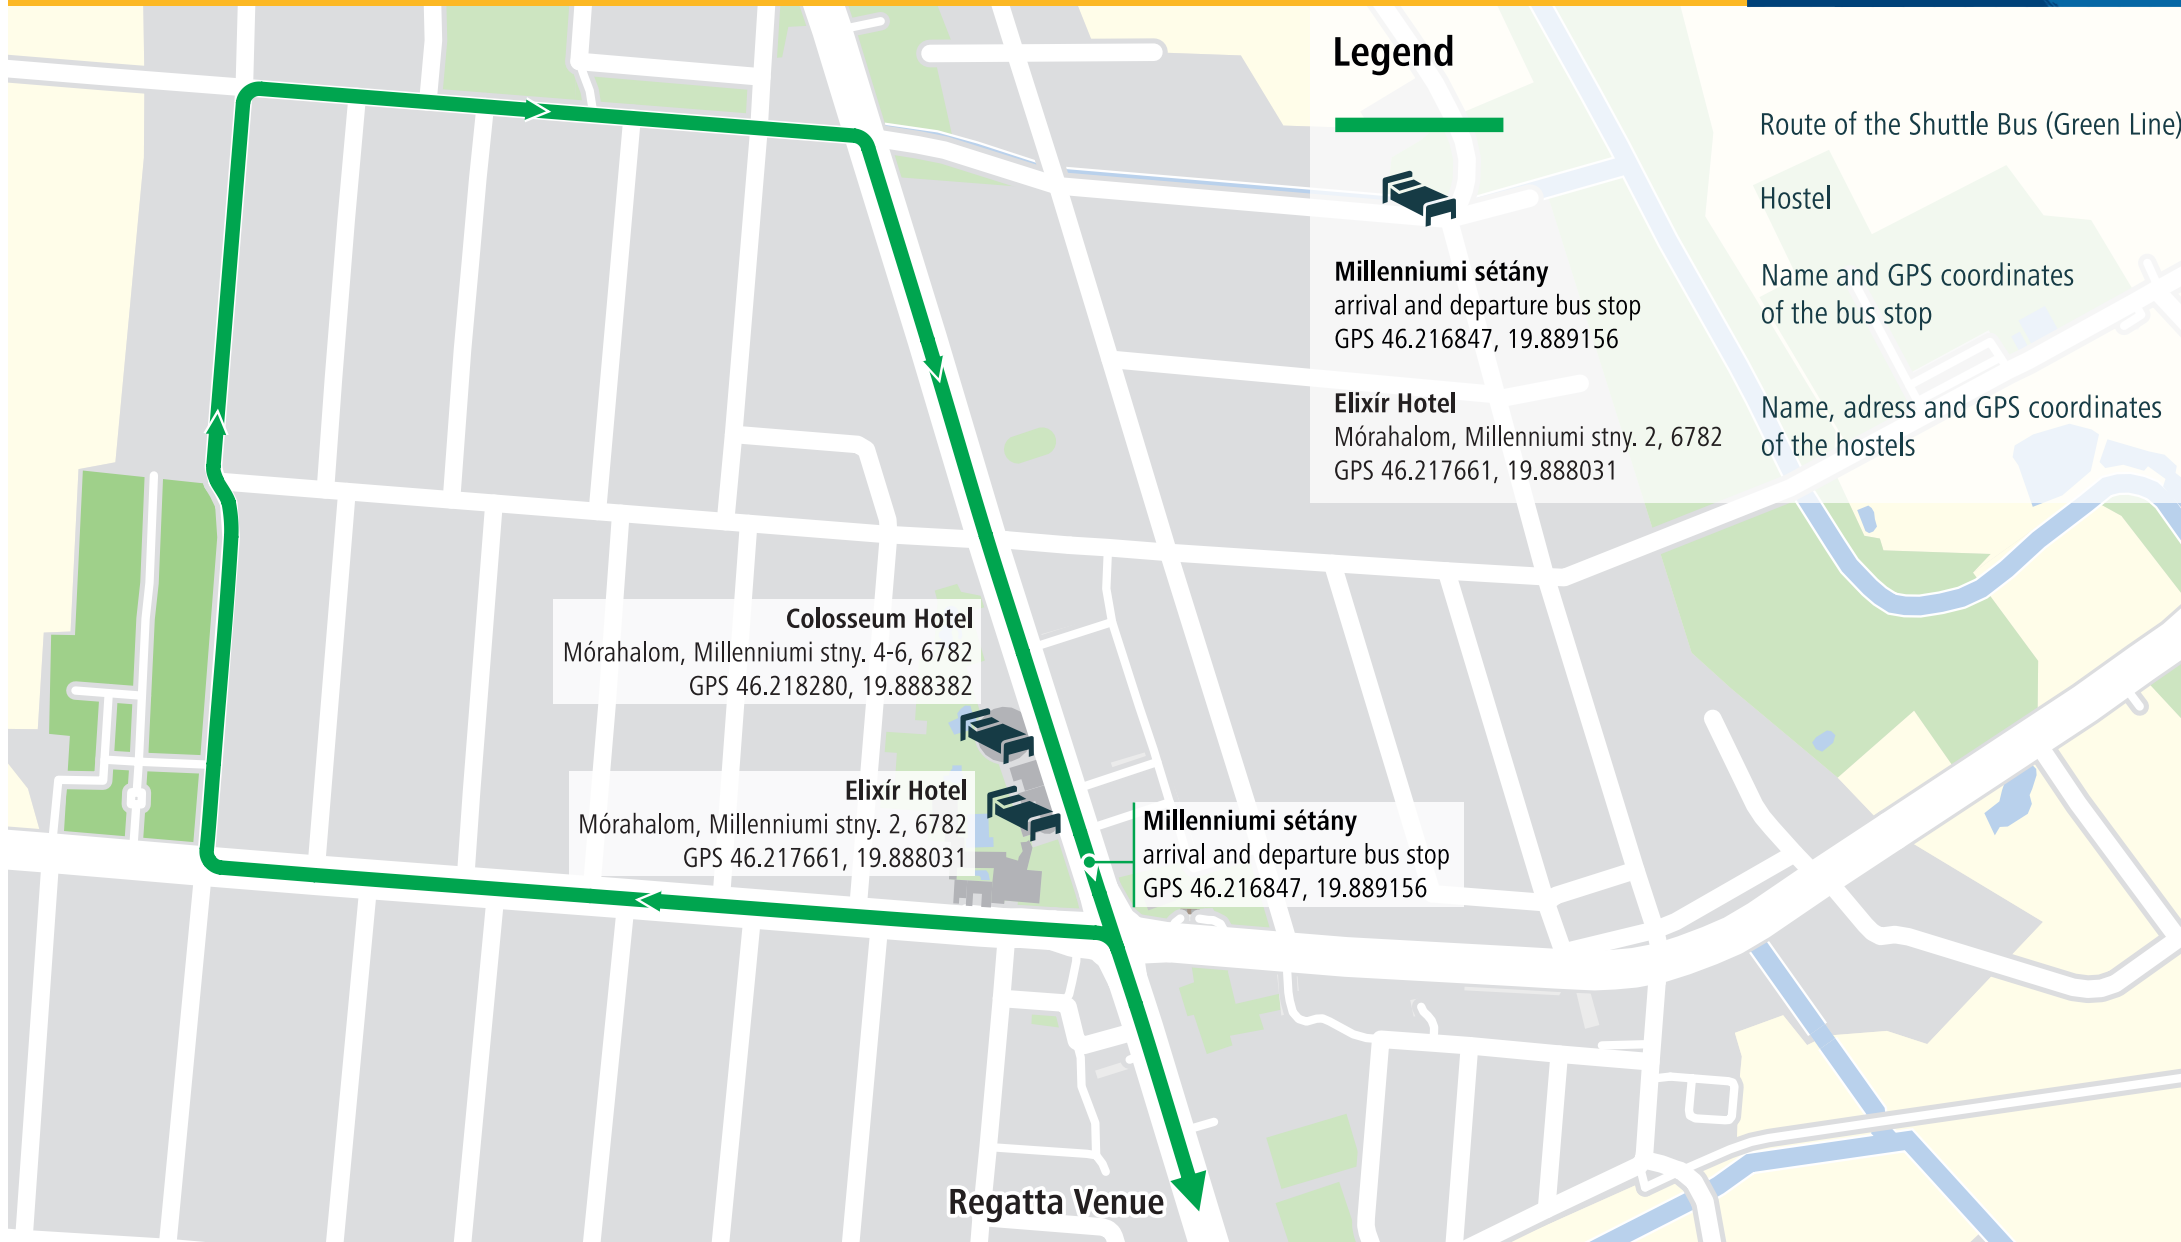 Legend
Route of the Shuttle Bus (Green Line)
Hostel
Millenniumi sétány
arrival and departure bus stop
GPS 46.216847, 19.889156
Name and GPS coordinates
of the bus stop
Elixír Hotel
Mórahalom, Millenniumi stny. 2, 6782
GPS 46.217661, 19.888031
Name, adress and GPS coordinates
of the hostels
Colosseum Hotel
Mórahalom, Millenniumi stny. 4-6, 6782
GPS 46.218280, 19.888382
Elixír Hotel
Mórahalom, Millenniumi stny. 2, 6782
GPS 46.217661, 19.888031
Millenniumi sétány
arrival and departure bus stop
GPS 46.216847, 19.889156
Regatta Venue